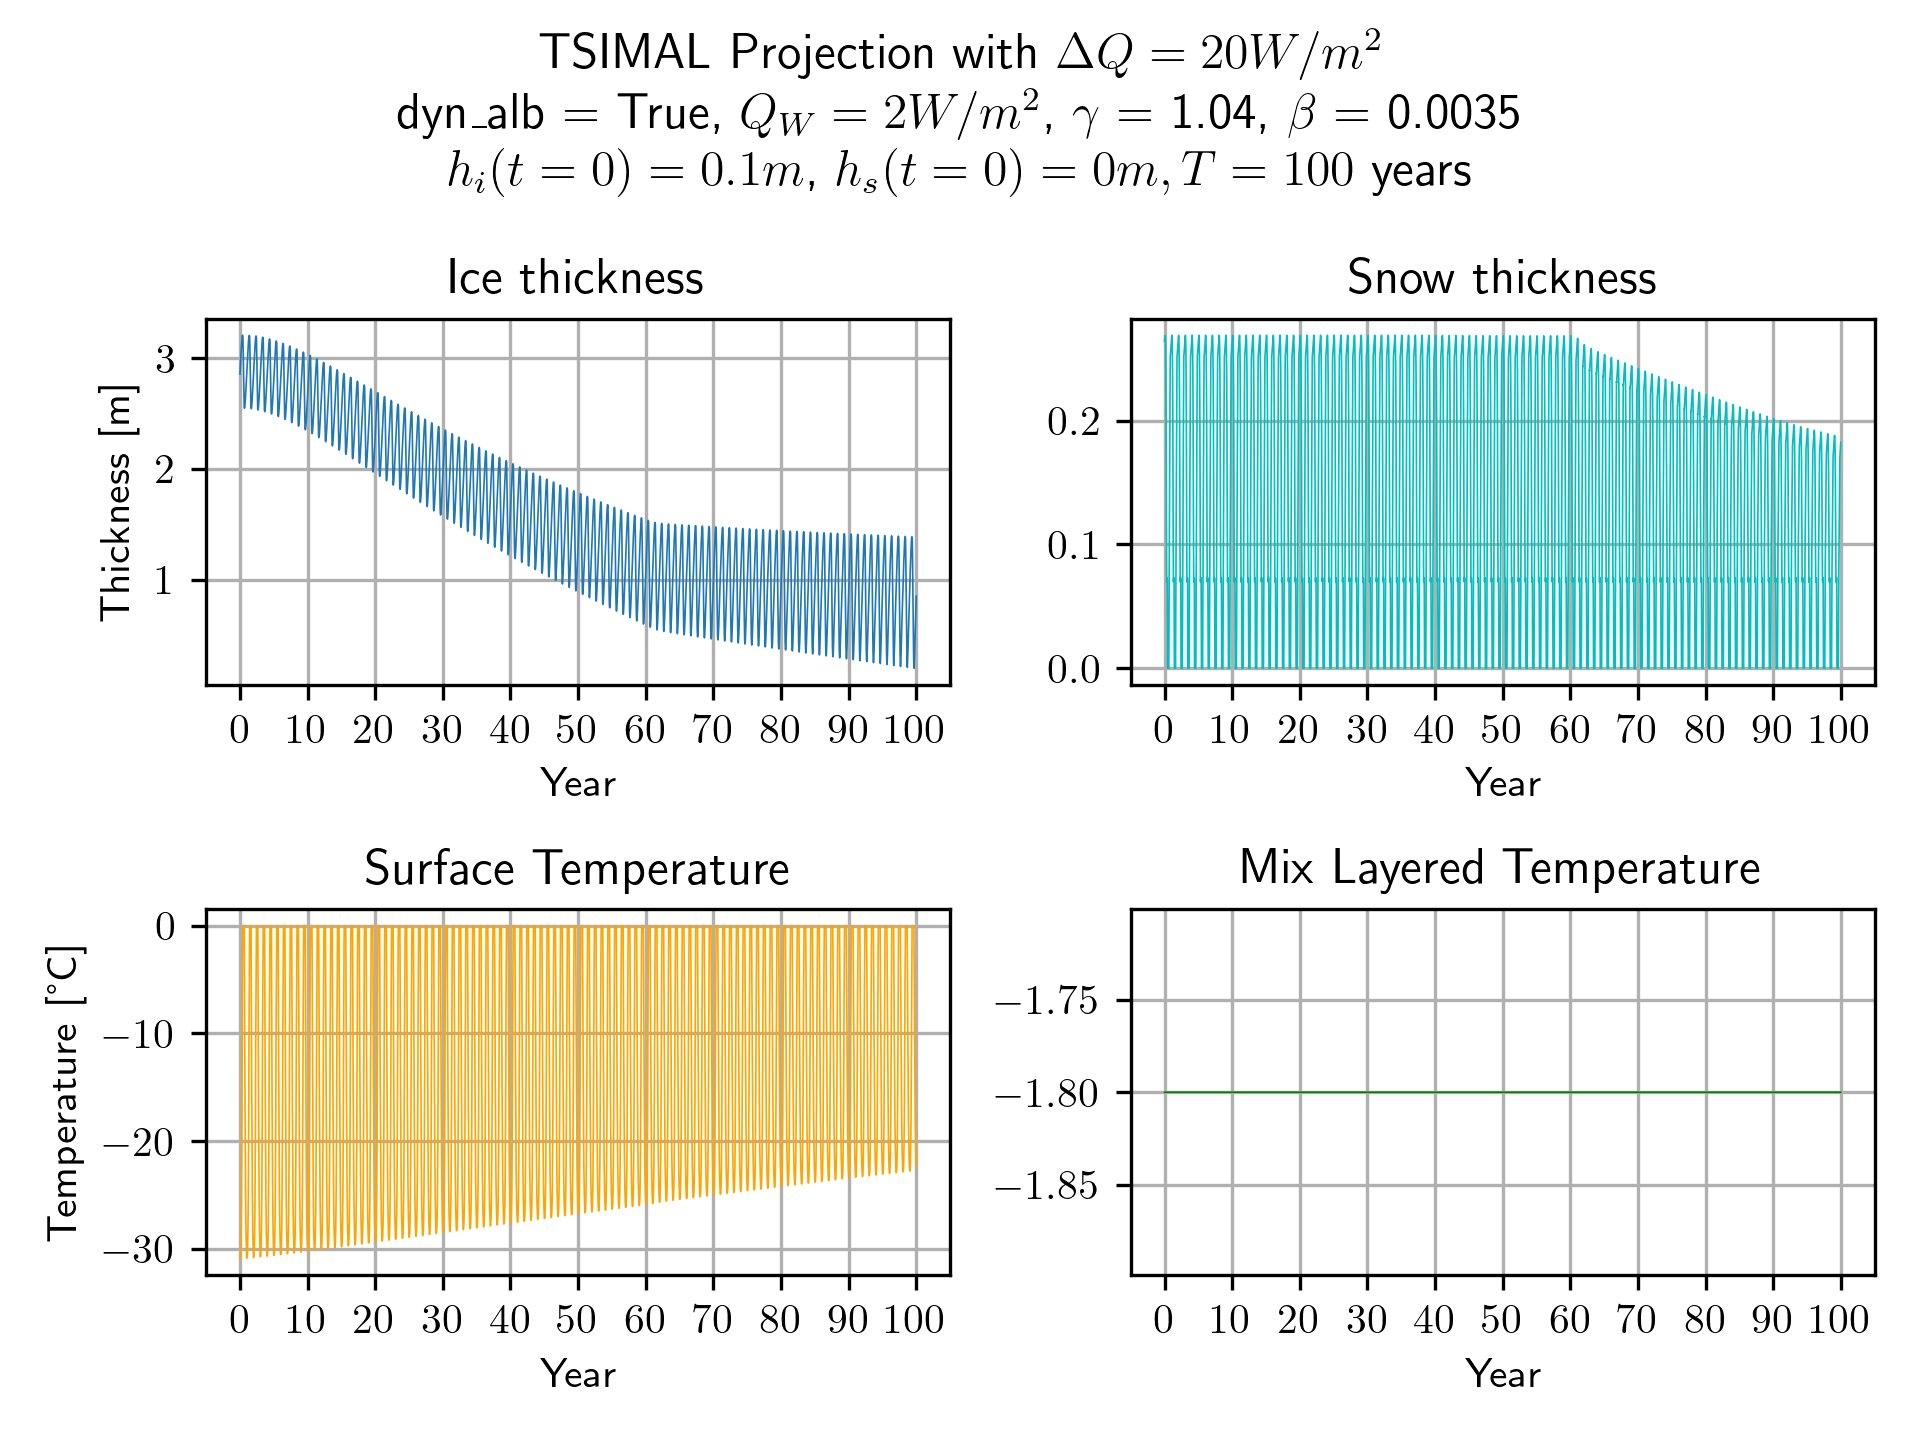 TSIMAL Projection with ΔQ = 20W/m²
dyn_alb = True, Q_W = 2W/m², γ = 1.04, β = 0.0035
h_i(t = 0) = 0.1m, h_s(t = 0) = 0m, T = 100 years
Ice thickness
Thickness [m]
3
2
1
0 10 20 30 40 50 60 70 80 90 100
Year
Snow thickness
0.2
0.1
0.0
0 10 20 30 40 50 60 70 80 90 100
Year
Surface Temperature
Temperature [°C]
0
−10
−20
−30
0 10 20 30 40 50 60 70 80 90 100
Year
Mix Layered Temperature
−1.75
−1.80
−1.85
0 10 20 30 40 50 60 70 80 90 100
Year